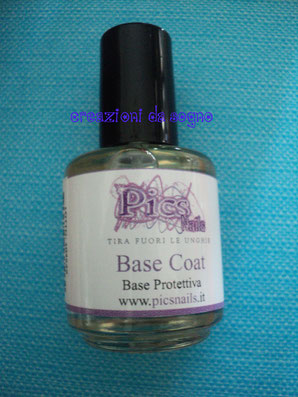 creazioni da sogno
Pics
Nails
TIRA FUORI LE UNGHIE
Base Coat
Base Protettiva
www.picsnails.it